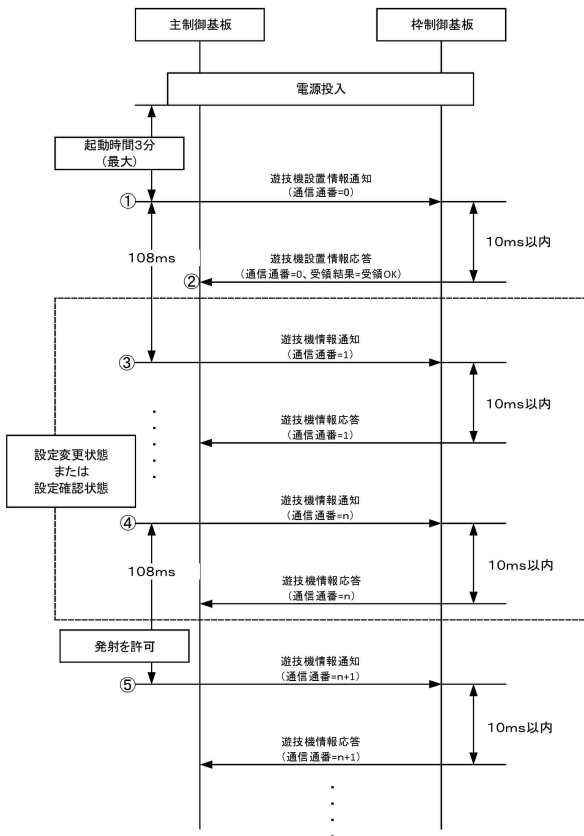 主制御基板
枠制御基板
電源投入
起動時間3分
(最大)
遊技機設置情報通知
(通信通番=0)
①
108ms
10ms以内
遊技機設置情報応答
(通信通番=0、受領結果=受領OK)
②
遊技機情報通知
(通信通番=1)
③
10ms以内
遊技機情報応答
(通信通番=1)
設定変更状態
または
設定確認状態
遊技機情報通知
(通信通番=n)
④
108ms
10ms以内
遊技機情報応答
(通信通番=n)
発射を許可
遊技機情報通知
(通信通番=n+1)
⑤
10ms以内
遊技機情報応答
(通信通番=n+1)